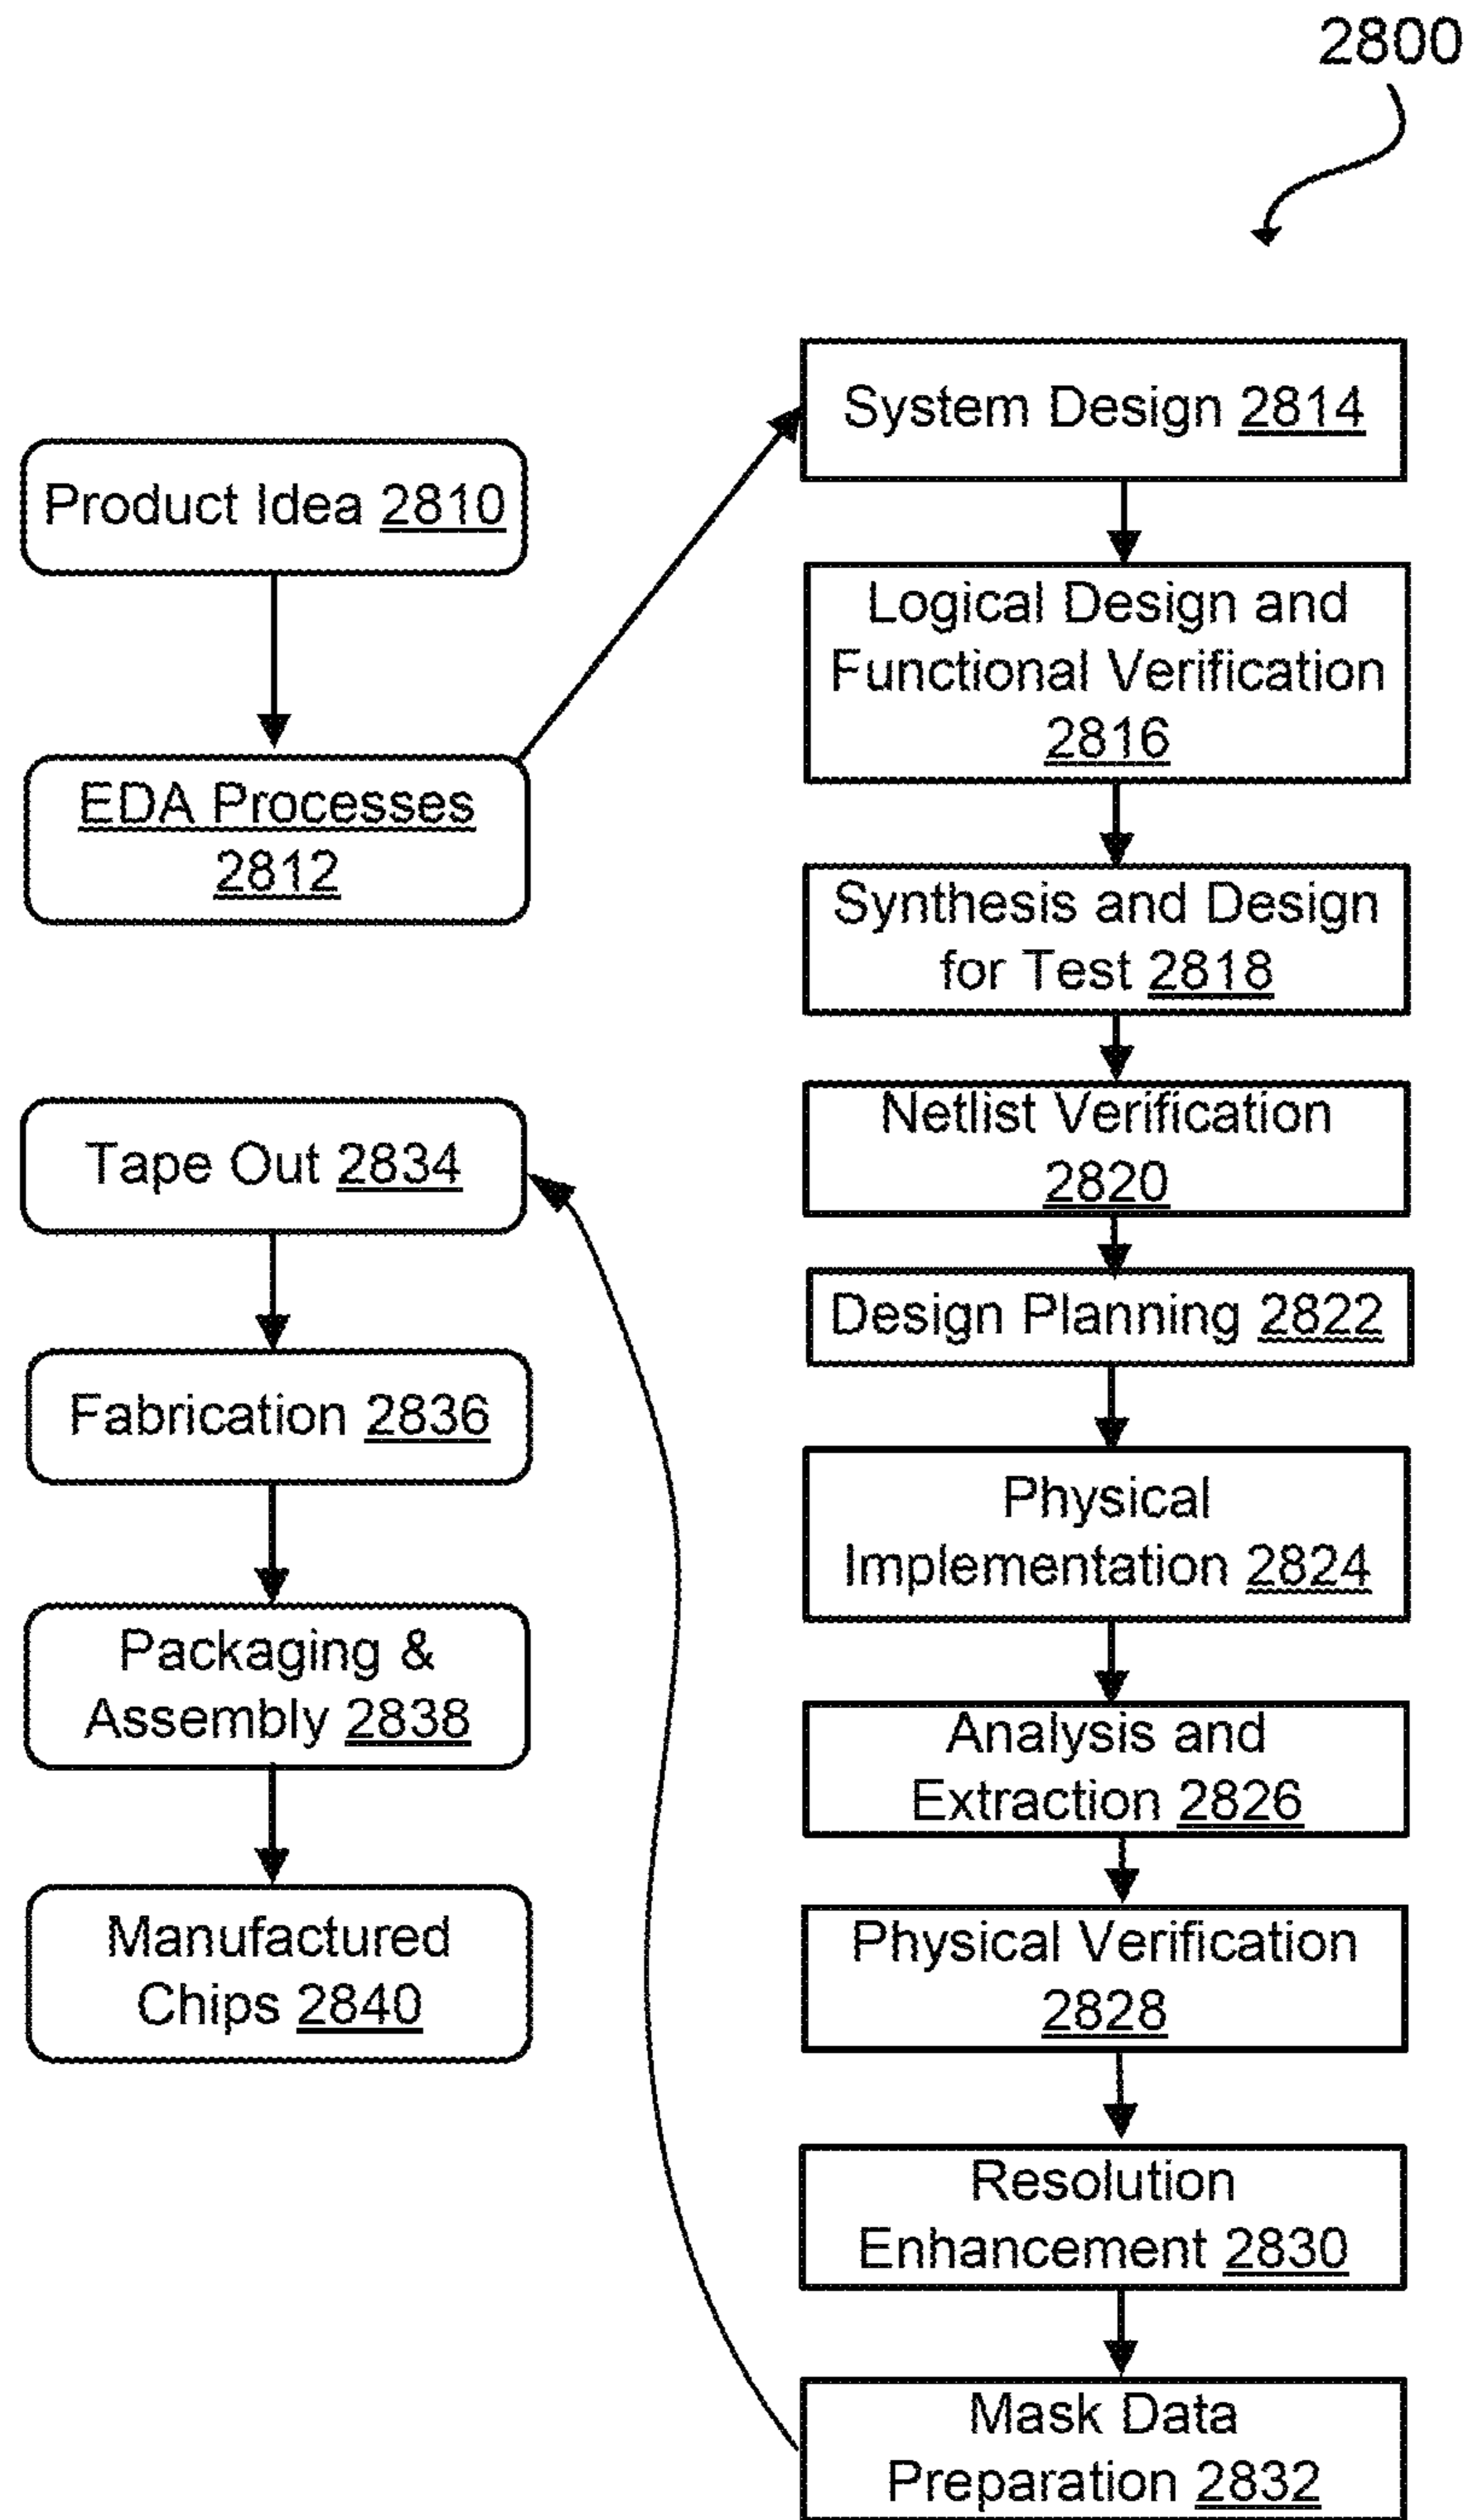 2800
Product Idea 2810
EDA Processes
2812
System Design 2814
Logical Design and
Functional Verification
2816
Synthesis and Design
for Test 2818
Netlist Verification
2820
Design Planning 2822
Physical
Implementation 2824
Analysis and
Extraction 2826
Physical Verification
2828
Resolution
Enhancement 2830
Mask Data
Preparation 2832
Tape Out 2834
Fabrication 2836
Packaging &
Assembly 2838
Manufactured
Chips 2840